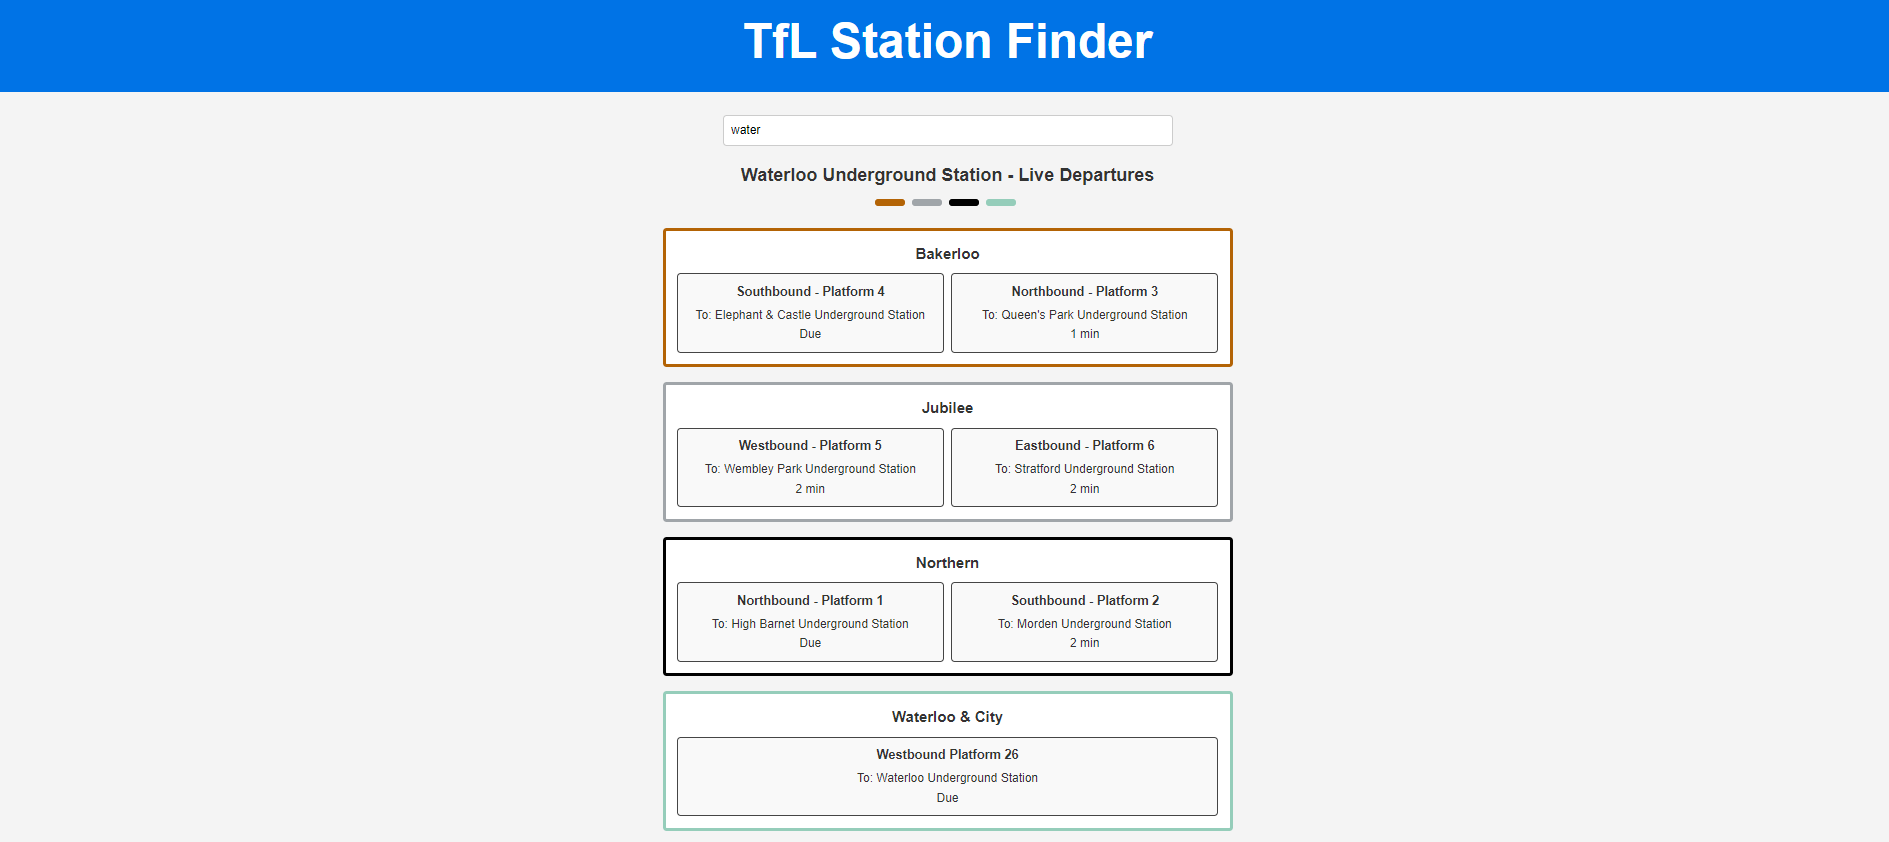 TfL Station Finder
water
Waterloo Underground Station - Live Departures
Bakerloo
Southbound - Platform 4
To: Elephant & Castle Underground Station
Due
Northbound - Platform 3
To: Queen's Park Underground Station
1 min
Jubilee
Westbound - Platform 5
To: Wembley Park Underground Station
2 min
Eastbound - Platform 6
To: Stratford Underground Station
2 min
Northern
Northbound - Platform 1
To: High Barnet Underground Station
Due
Southbound - Platform 2
To: Morden Underground Station
2 min
Waterloo & City
Westbound Platform 26
To: Waterloo Underground Station
Due